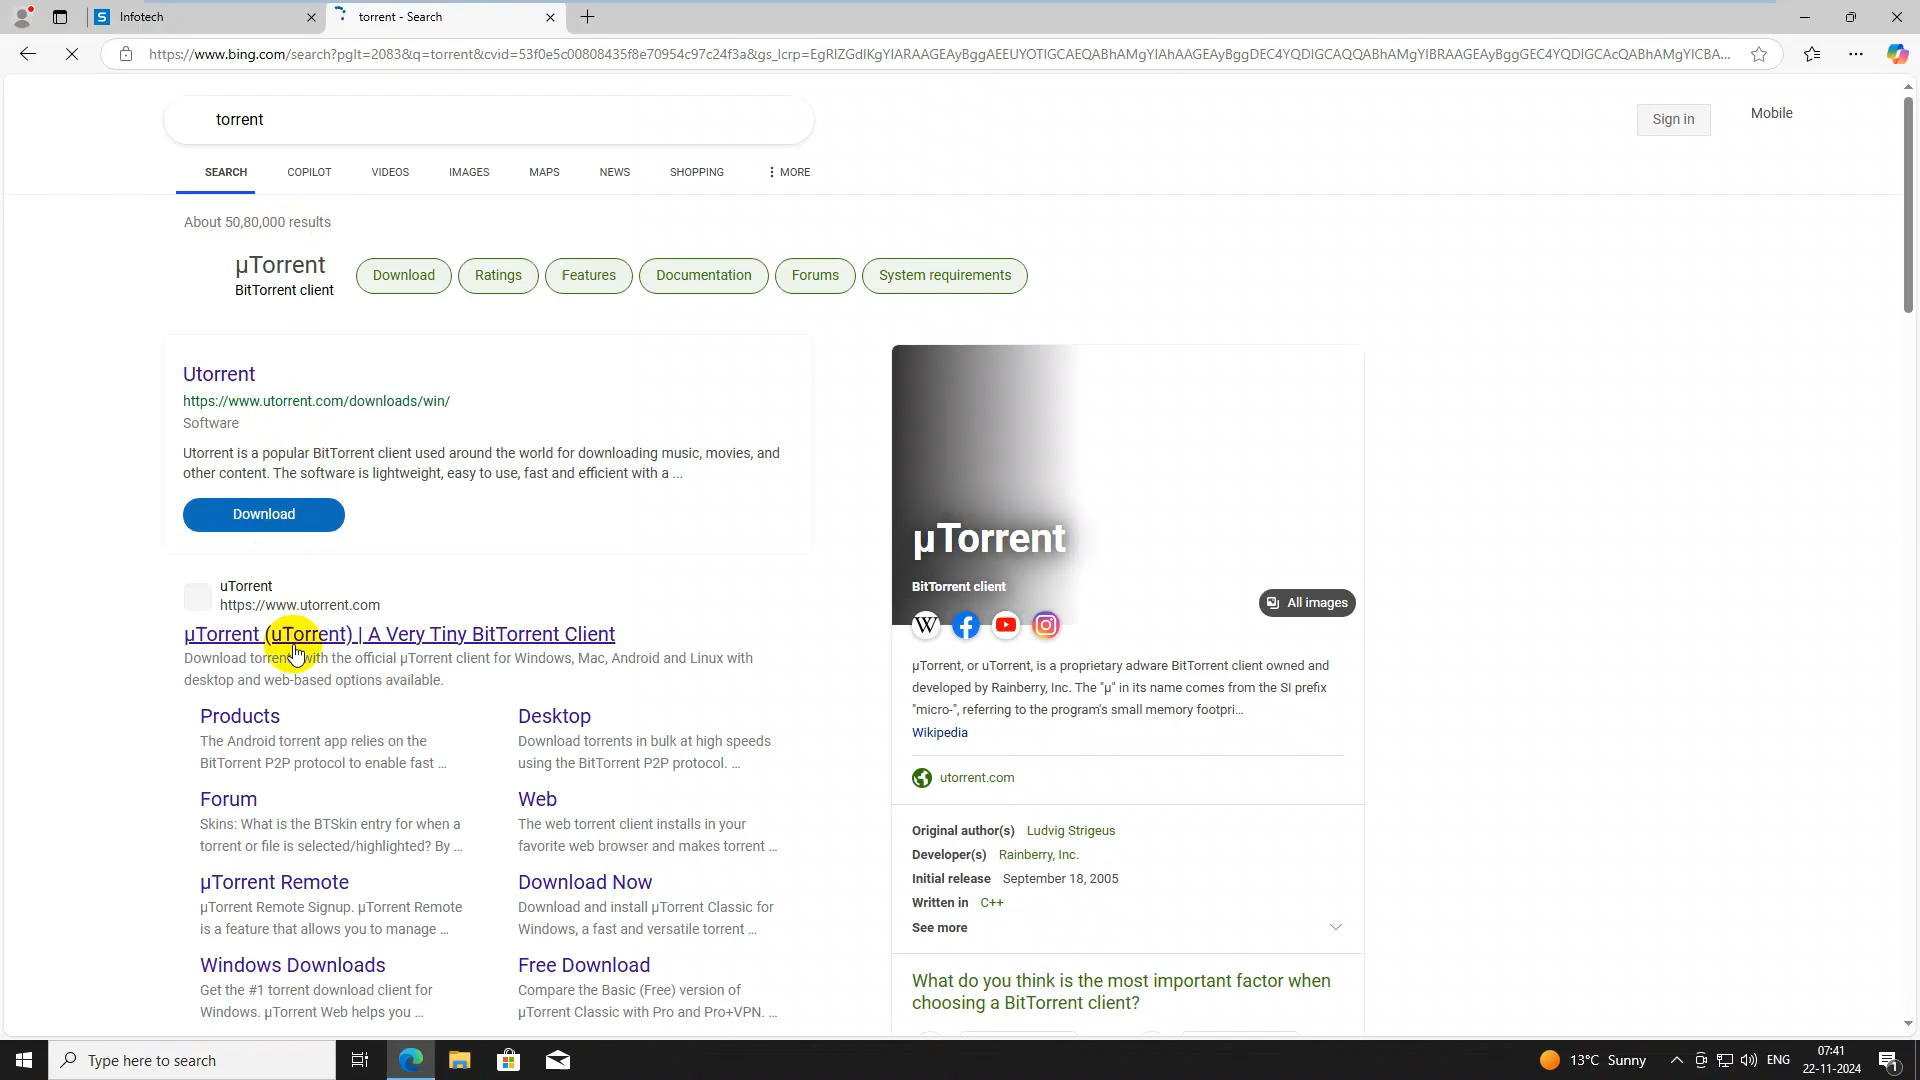 Infotech
torrent - Search
https://www.bing.com/search?pglt=2083&q=torrent&cvid=53f0e5c00808435f8e70954c97c24f3a&gs_lcrp=EgRlZGdlKgYIARAAGEAyBggAEEUYOTIGCAEQABhAMgYIAhAAGEAyBggDEC4YQDIGCAQQABhAMgYIBRAAGEAyBggGEC4YQDIGCAcQABhAMgYICBA...
torrent
Sign in
Mobile
SEARCH COPILOT VIDEOS IMAGES MAPS NEWS SHOPPING MORE
About 50,80,000 results
µTorrent
BitTorrent client
Download Ratings Features Documentation Forums System requirements
Utorrent
https://www.utorrent.com/downloads/win/
Software
Utorrent is a popular BitTorrent client used around the world for downloading music, movies, and
other content. The software is lightweight, easy to use, fast and efficient with a ...
Download
uTorrent
https://www.utorrent.com
µTorrent (uTorrent) | A Very Tiny BitTorrent Client
Download torrents with the official µTorrent client for Windows, Mac, Android and Linux with
desktop and web-based options available.
Products
The Android torrent app relies on the
BitTorrent P2P protocol to enable fast ...
Desktop
Download torrents in bulk at high speeds
using the BitTorrent P2P protocol. ...
Forum
Skins: What is the BTSkin entry for when a
torrent or file is selected/highlighted? By ...
Web
The web torrent client installs in your
favorite web browser and makes torrent ...
µTorrent Remote
µTorrent Remote Signup. µTorrent Remote
is a feature that allows you to manage ...
Download Now
Download and install µTorrent Classic for
Windows, a fast and versatile torrent ...
Windows Downloads
Get the #1 torrent download client for
Windows. µTorrent Web helps you ...
Free Download
Compare the Basic (Free) version of
µTorrent Classic with Pro and Pro+VPN. ...
µTorrent
BitTorrent client
All images
W
µTorrent, or uTorrent, is a proprietary adware BitTorrent client owned and
developed by Rainberry, Inc. The "µ" in its name comes from the SI prefix
"micro-", referring to the program's small memory footpri...
Wikipedia
utorrent.com
Original author(s) Ludvig Strigeus
Developer(s) Rainberry, Inc.
Initial release September 18, 2005
Written in C++
See more
What do you think is the most important factor when
choosing a BitTorrent client?
Type here to search
13°C Sunny
ENG
07:41
22-11-2024
1